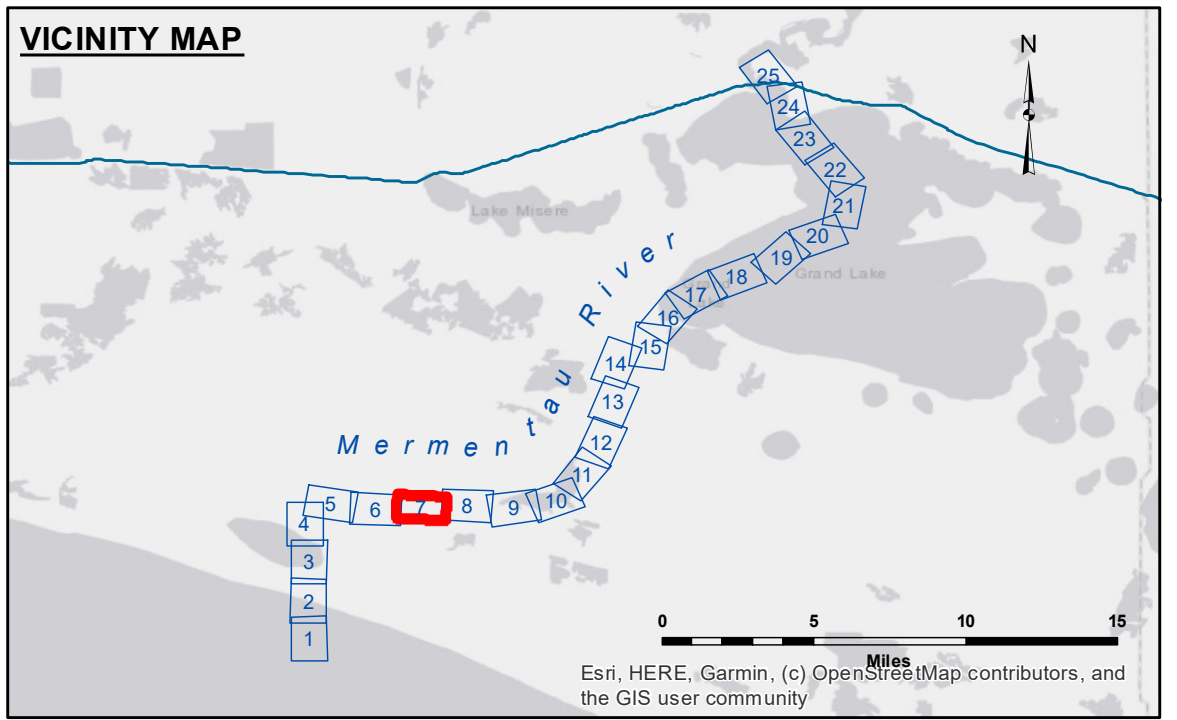 VICINITY MAP
N
25
24
23
22
21
20
19
18
17
16
15
14
13
12
11
10
9
8
7
6
5
4
3
2
1
Lake Misere
Grand Lake
Mermentau River
0 5 10 15
Miles
Esri, HERE, Garmin, (c) OpenStreetMap contributors, and
the GIS user community